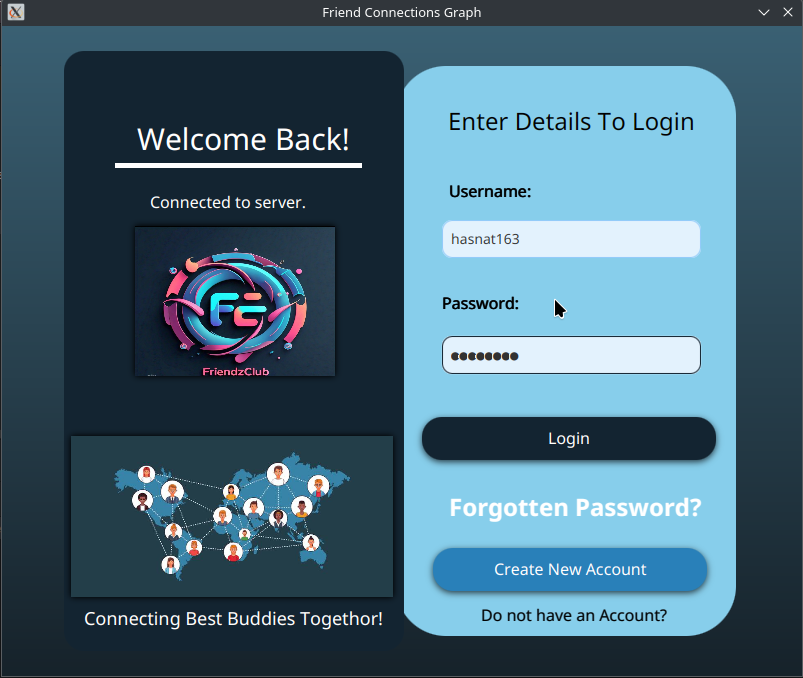 Friend Connections Graph
Welcome Back!
Connected to server.
FE
FriendzClub
Connecting Best Buddies Togethor!
Enter Details To Login
Username:
hasnat163
Password:
Login
Forgotten Password?
Create New Account
Do not have an Account?